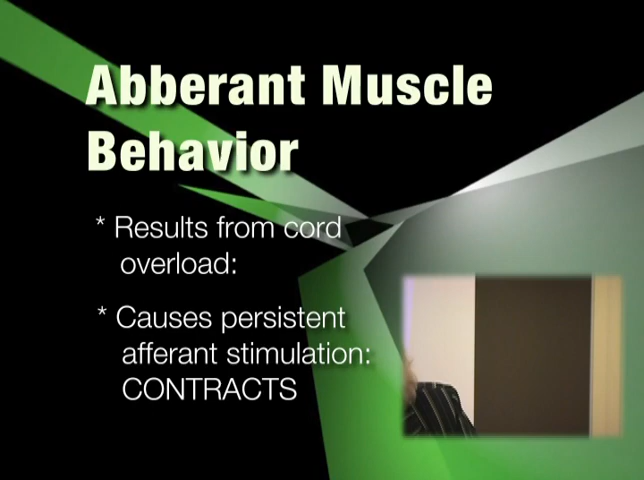 Abberant Muscle
Behavior
* Results from cord
overload:
* Causes persistent
afferant stimulation:
CONTRACTS